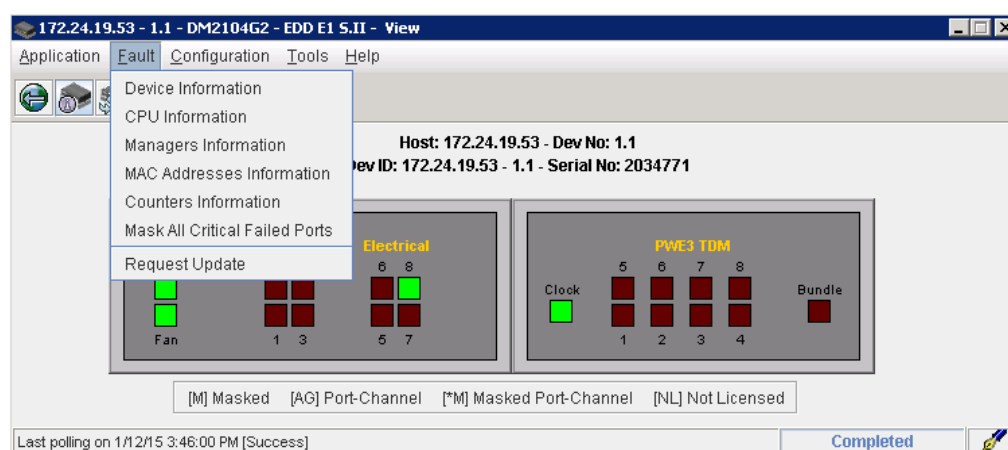 172.24.19.53 - 1.1 - DM2104G2 - EDD E1 S.II - View
Application Fault Configuration Tools Help
Device Information
CPU Information
Managers Information
MAC Addresses Information
Counters Information
Mask All Critical Failed Ports
Request Update
Host: 172.24.19.53 - Dev No: 1.1
Dev ID: 172.24.19.53 - 1.1 - Serial No: 2034771
Electrical
6 8
Fan 1 3 5 7
PWE3 TDM
5 6 7 8
Clock Bundle
1 2 3 4
[M] Masked [AG] Port-Channel [*M] Masked Port-Channel [NL] Not Licensed
Last polling on 1/12/15 3:46:00 PM [Success] Completed